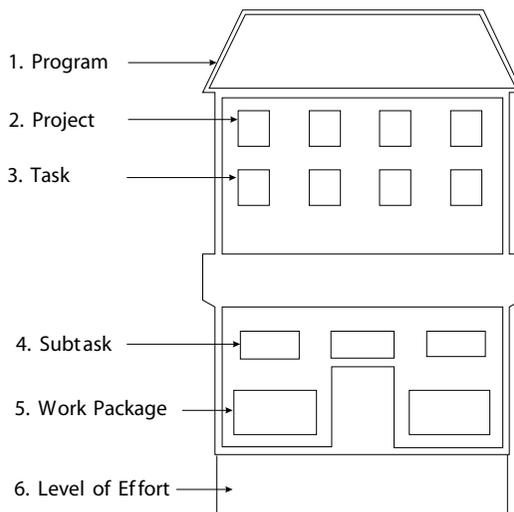 1. Program
2. Project
3. Task
4. Subtask
5. Work Package
6. Level of Effort